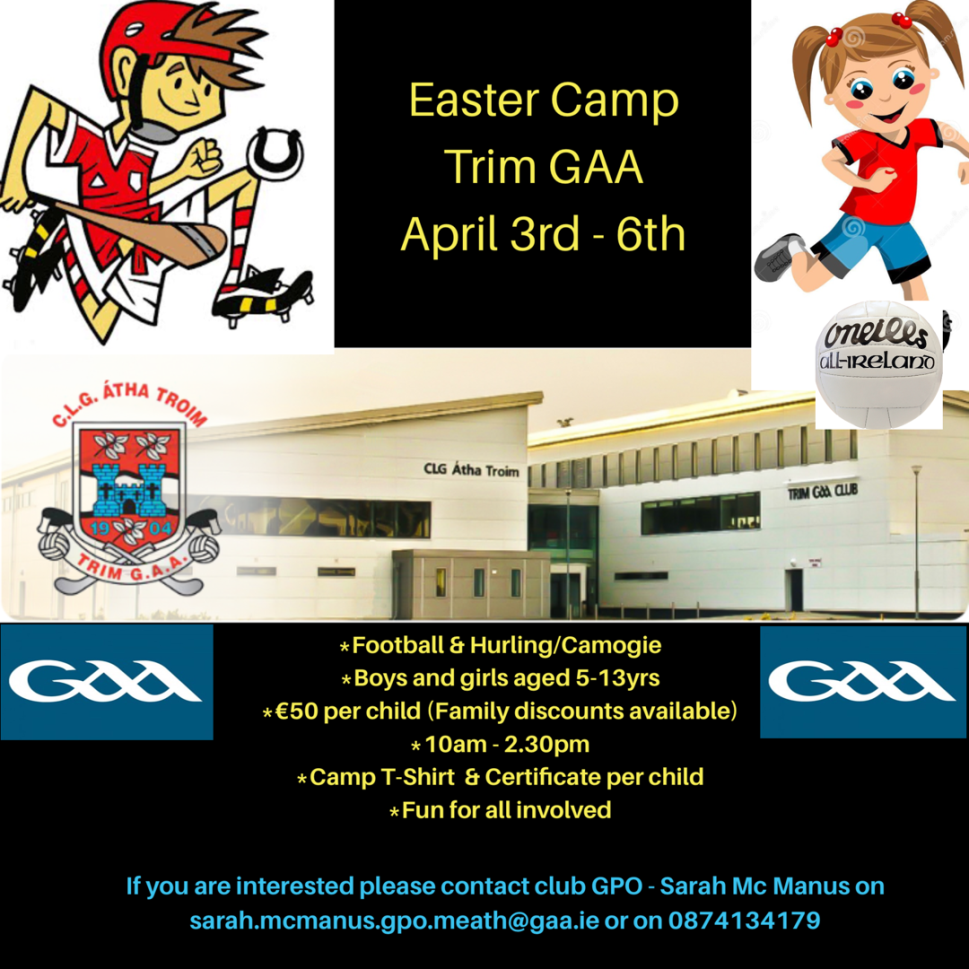 Easter Camp
Trim GAA
April 3rd - 6th
oneills
all-ireland
C.L.G. ÁTHA TROIM
1904
TRIM G.A.A.
CLG Átha Troim
TRIM GAA CLUB
GAA
GAA
*Football & Hurling/Camogie
*Boys and girls aged 5-13yrs
*€50 per child (Family discounts available)
*10am - 2.30pm
*Camp T-Shirt & Certificate per child
*Fun for all involved
If you are interested please contact club GPO - Sarah Mc Manus on
sarah.mcmanus.gpo.meath@gaa.ie or on 0874134179